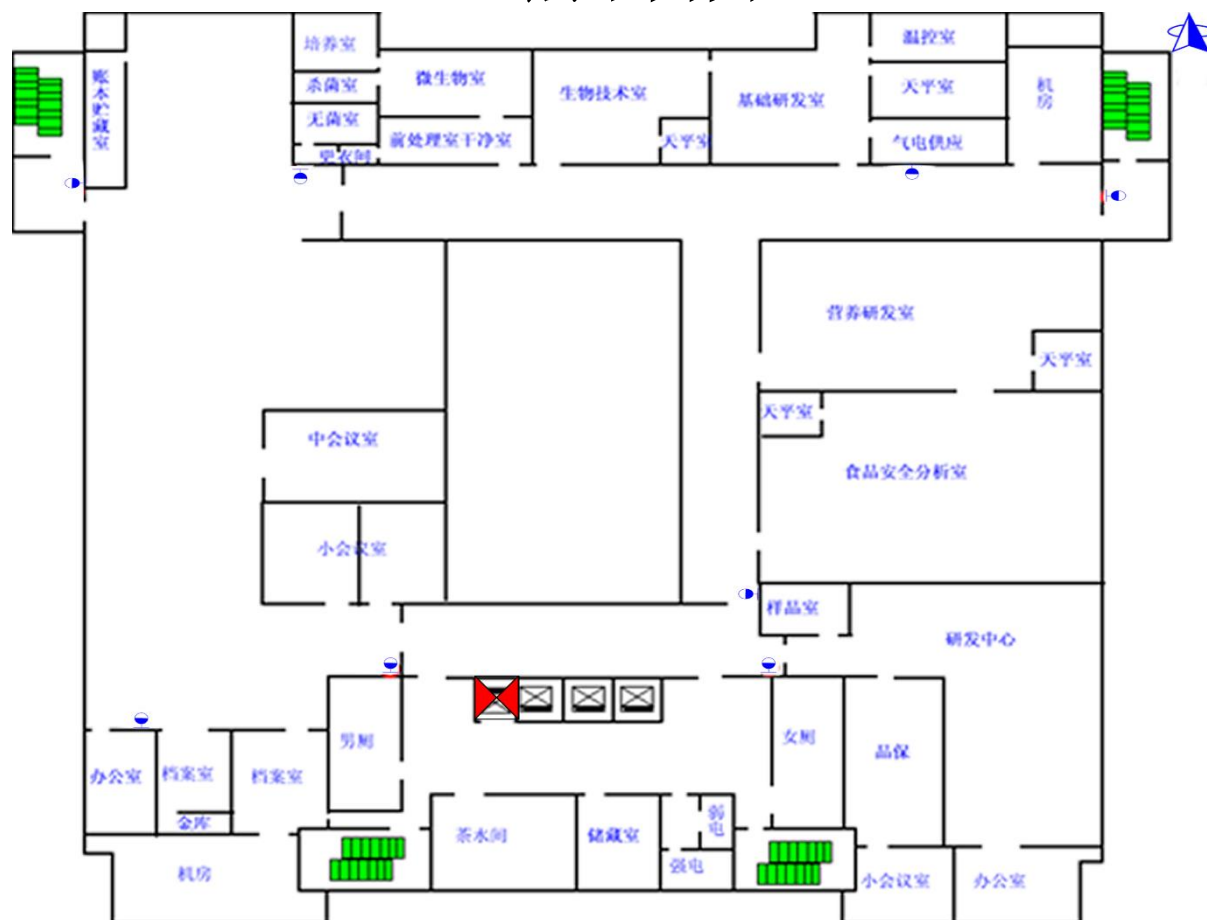 培养室
温控室
账本贮藏室
杀菌室
微生物室
生物技术室
基础研发室
天平室
机房
无菌室
前处理室干净室
天平室
气电供应
更衣间
营养研发室
天平室
天平室
中会议室
食品安全分析室
小会议室
样品室
研发中心
男厕
女厕
品保
办公室
档案室
档案室
金库
茶水间
储藏室
弱电
强电
机房
小会议室
办公室